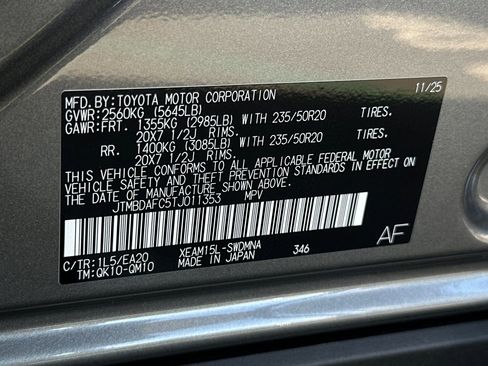 MFD. BY: TOYOTA MOTOR CORPORATION 11/25
GVWR: 2560KG (5645LB)
GAWR: FRT. 1355KG (2985LB) WITH 235/50R20 TIRES.
20X7 1/2J RIMS.
RR. 1400KG (3085LB) WITH 235/50R20 TIRES.
20X7 1/2J RIMS.
THIS VEHICLE CONFORMS TO ALL APPLICABLE FEDERAL MOTOR
VEHICLE SAFETY AND BUMPER STANDARDS IN EFFECT ON
THE DATE OF MANUFACTURE SHOWN ABOVE.
JTMBDAFC5TJ011353 MPV
C/TR: 1L5/EA20 XEAM15L-SWDMNA 346 AF
TM: QK10-QM10 MADE IN JAPAN